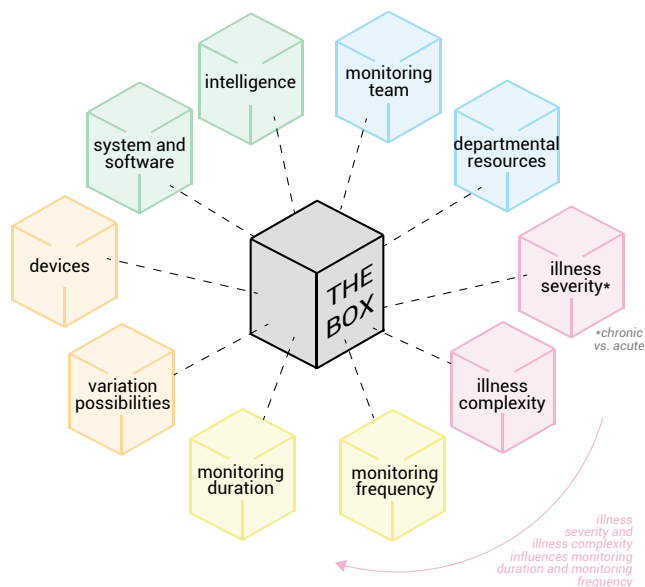 intelligence
monitoring
team
system and
software
departmental
resources
devices
THE
BOX
illness
severity*
*chronic
vs. acute
variation
possibilities
illness
complexity
monitoring
duration
monitoring
frequency
illness
severity and
illness complexity
influences monitoring
duration and monitoring
frequency